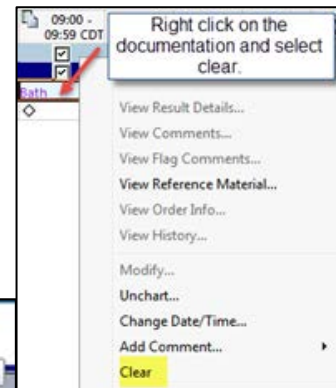 09:00 -
09:59 CDT
Right click on the
documentation and select
clear.
Bath
View Result Details...
View Comments...
View Flag Comments...
View Reference Material...
View Order Info...
View History...
Modify...
Unchart...
Change Date/Time...
Add Comment...
Clear